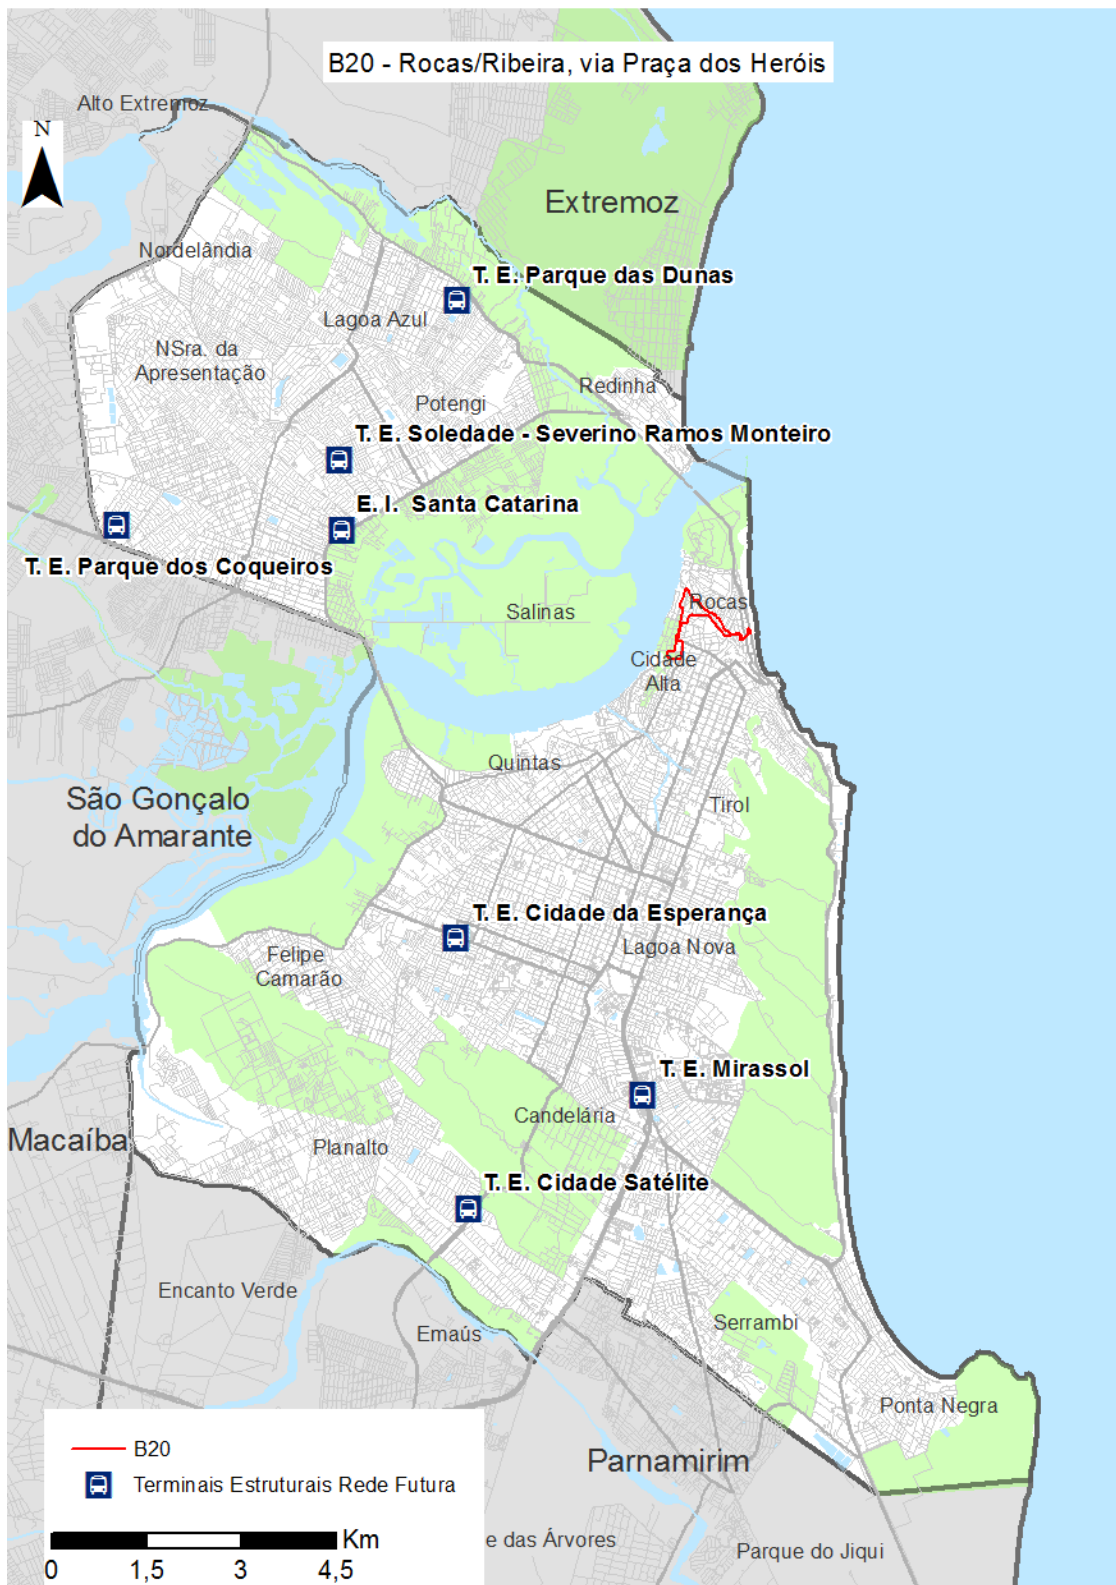 B20 - Rocas/Ribeira, via Praça dos Heróis
Alto Extremoz
N
Extremoz
Nordelândia
T. E. Parque das Dunas
Lagoa Azul
NSra. da
Apresentação
Redinha
Potengi
T. E. Soledade - Severino Ramos Monteiro
E. I. Santa Catarina
T. E. Parque dos Coqueiros
Rocas
Salinas
Cidade
Alta
Quintas
São Gonçalo
do Amarante
Tirol
T. E. Cidade da Esperança
Lagoa Nova
Felipe
Camarão
T. E. Mirassol
Candelária
Macaíba
Planalto
T. E. Cidade Satélite
Encanto Verde
Emaús
Serrambi
Ponta Negra
Parnamirim
B20
Terminais Estruturais Rede Futura
e das Árvores
Parque do Jiqui
Km
0 1,5 3 4,5